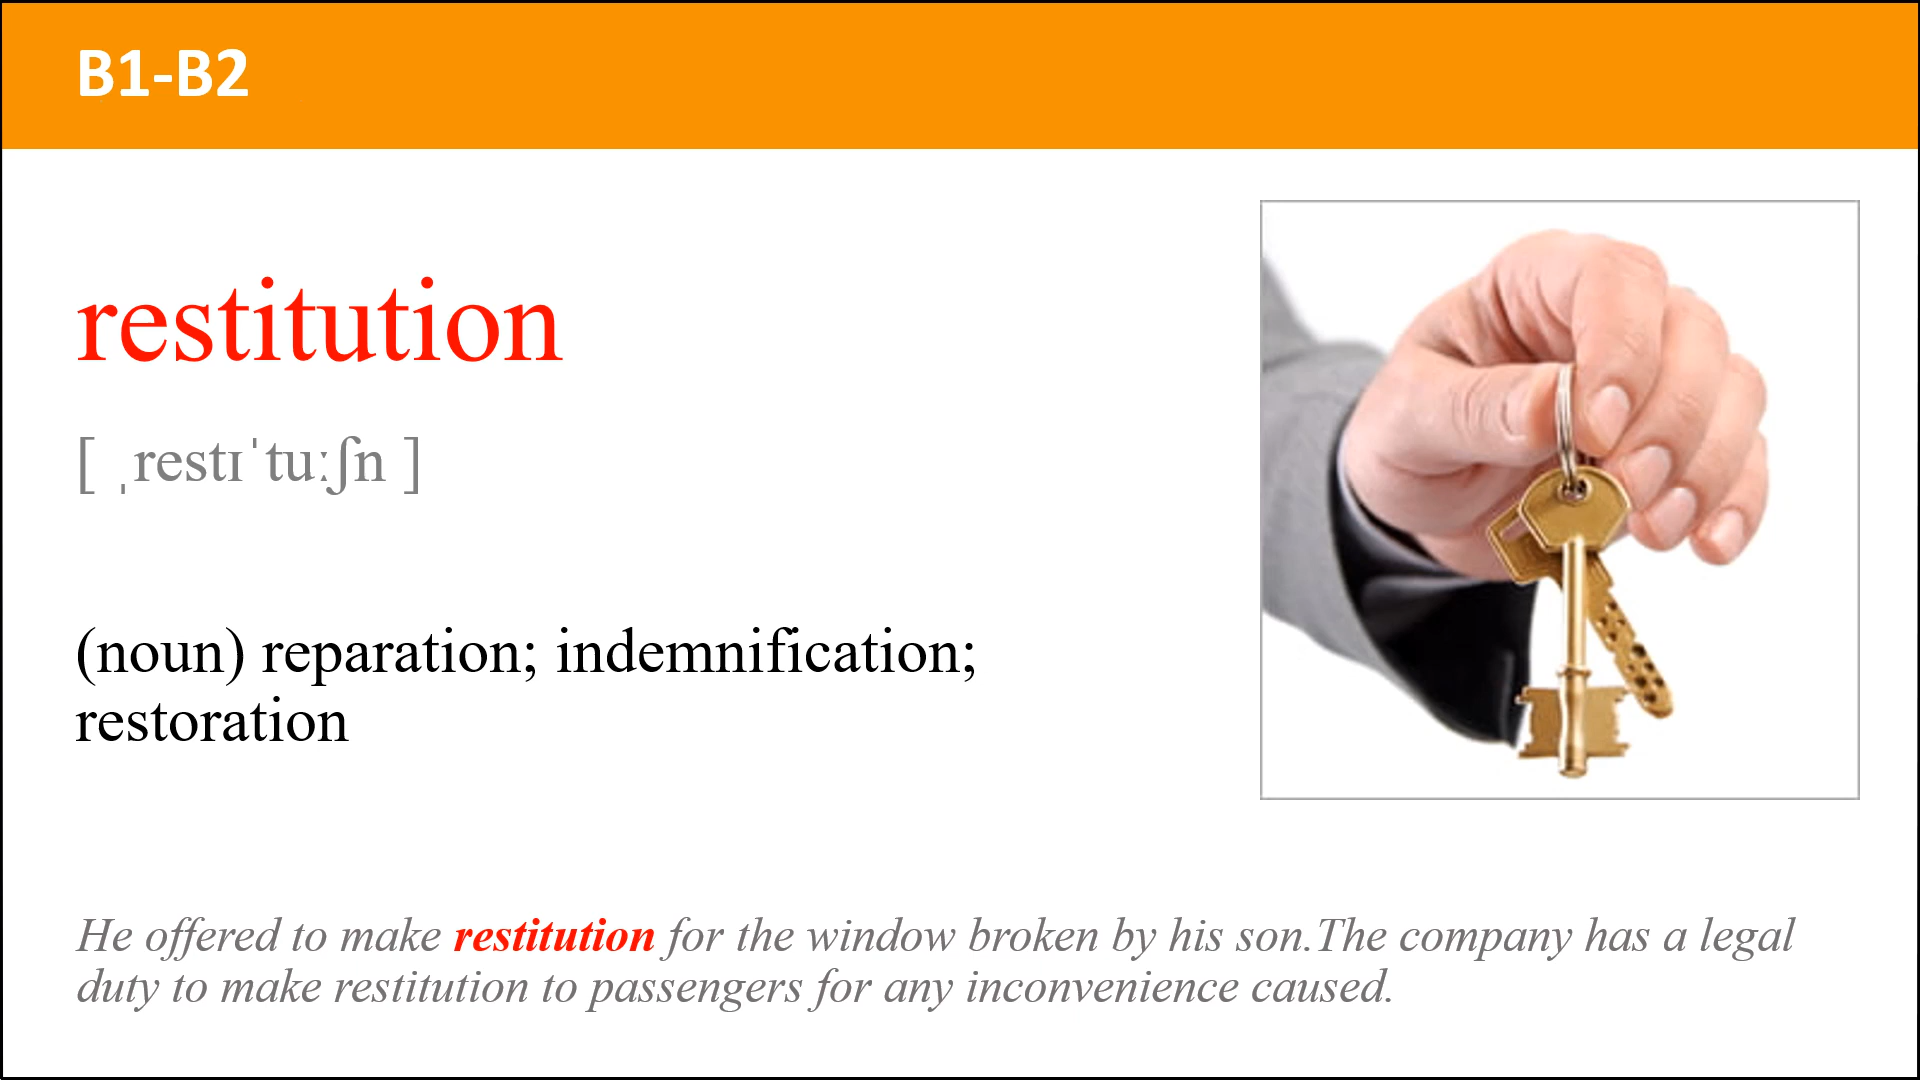 B1-B2
restitution
[ ˌrestɪˈtuːʃn ]
(noun) reparation; indemnification;
restoration
He offered to make restitution for the window broken by his son.The company has a legal
duty to make restitution to passengers for any inconvenience caused.